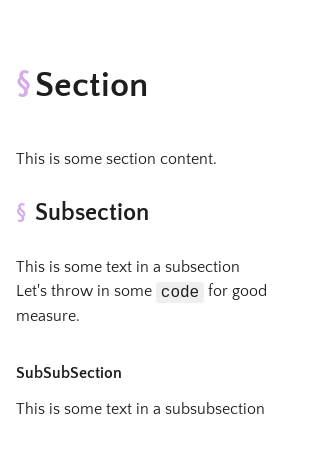 § Section
This is some section content.
§ Subsection
This is some text in a subsection
Let's throw in some code for good
measure.
SubSubSection
This is some text in a subsubsection